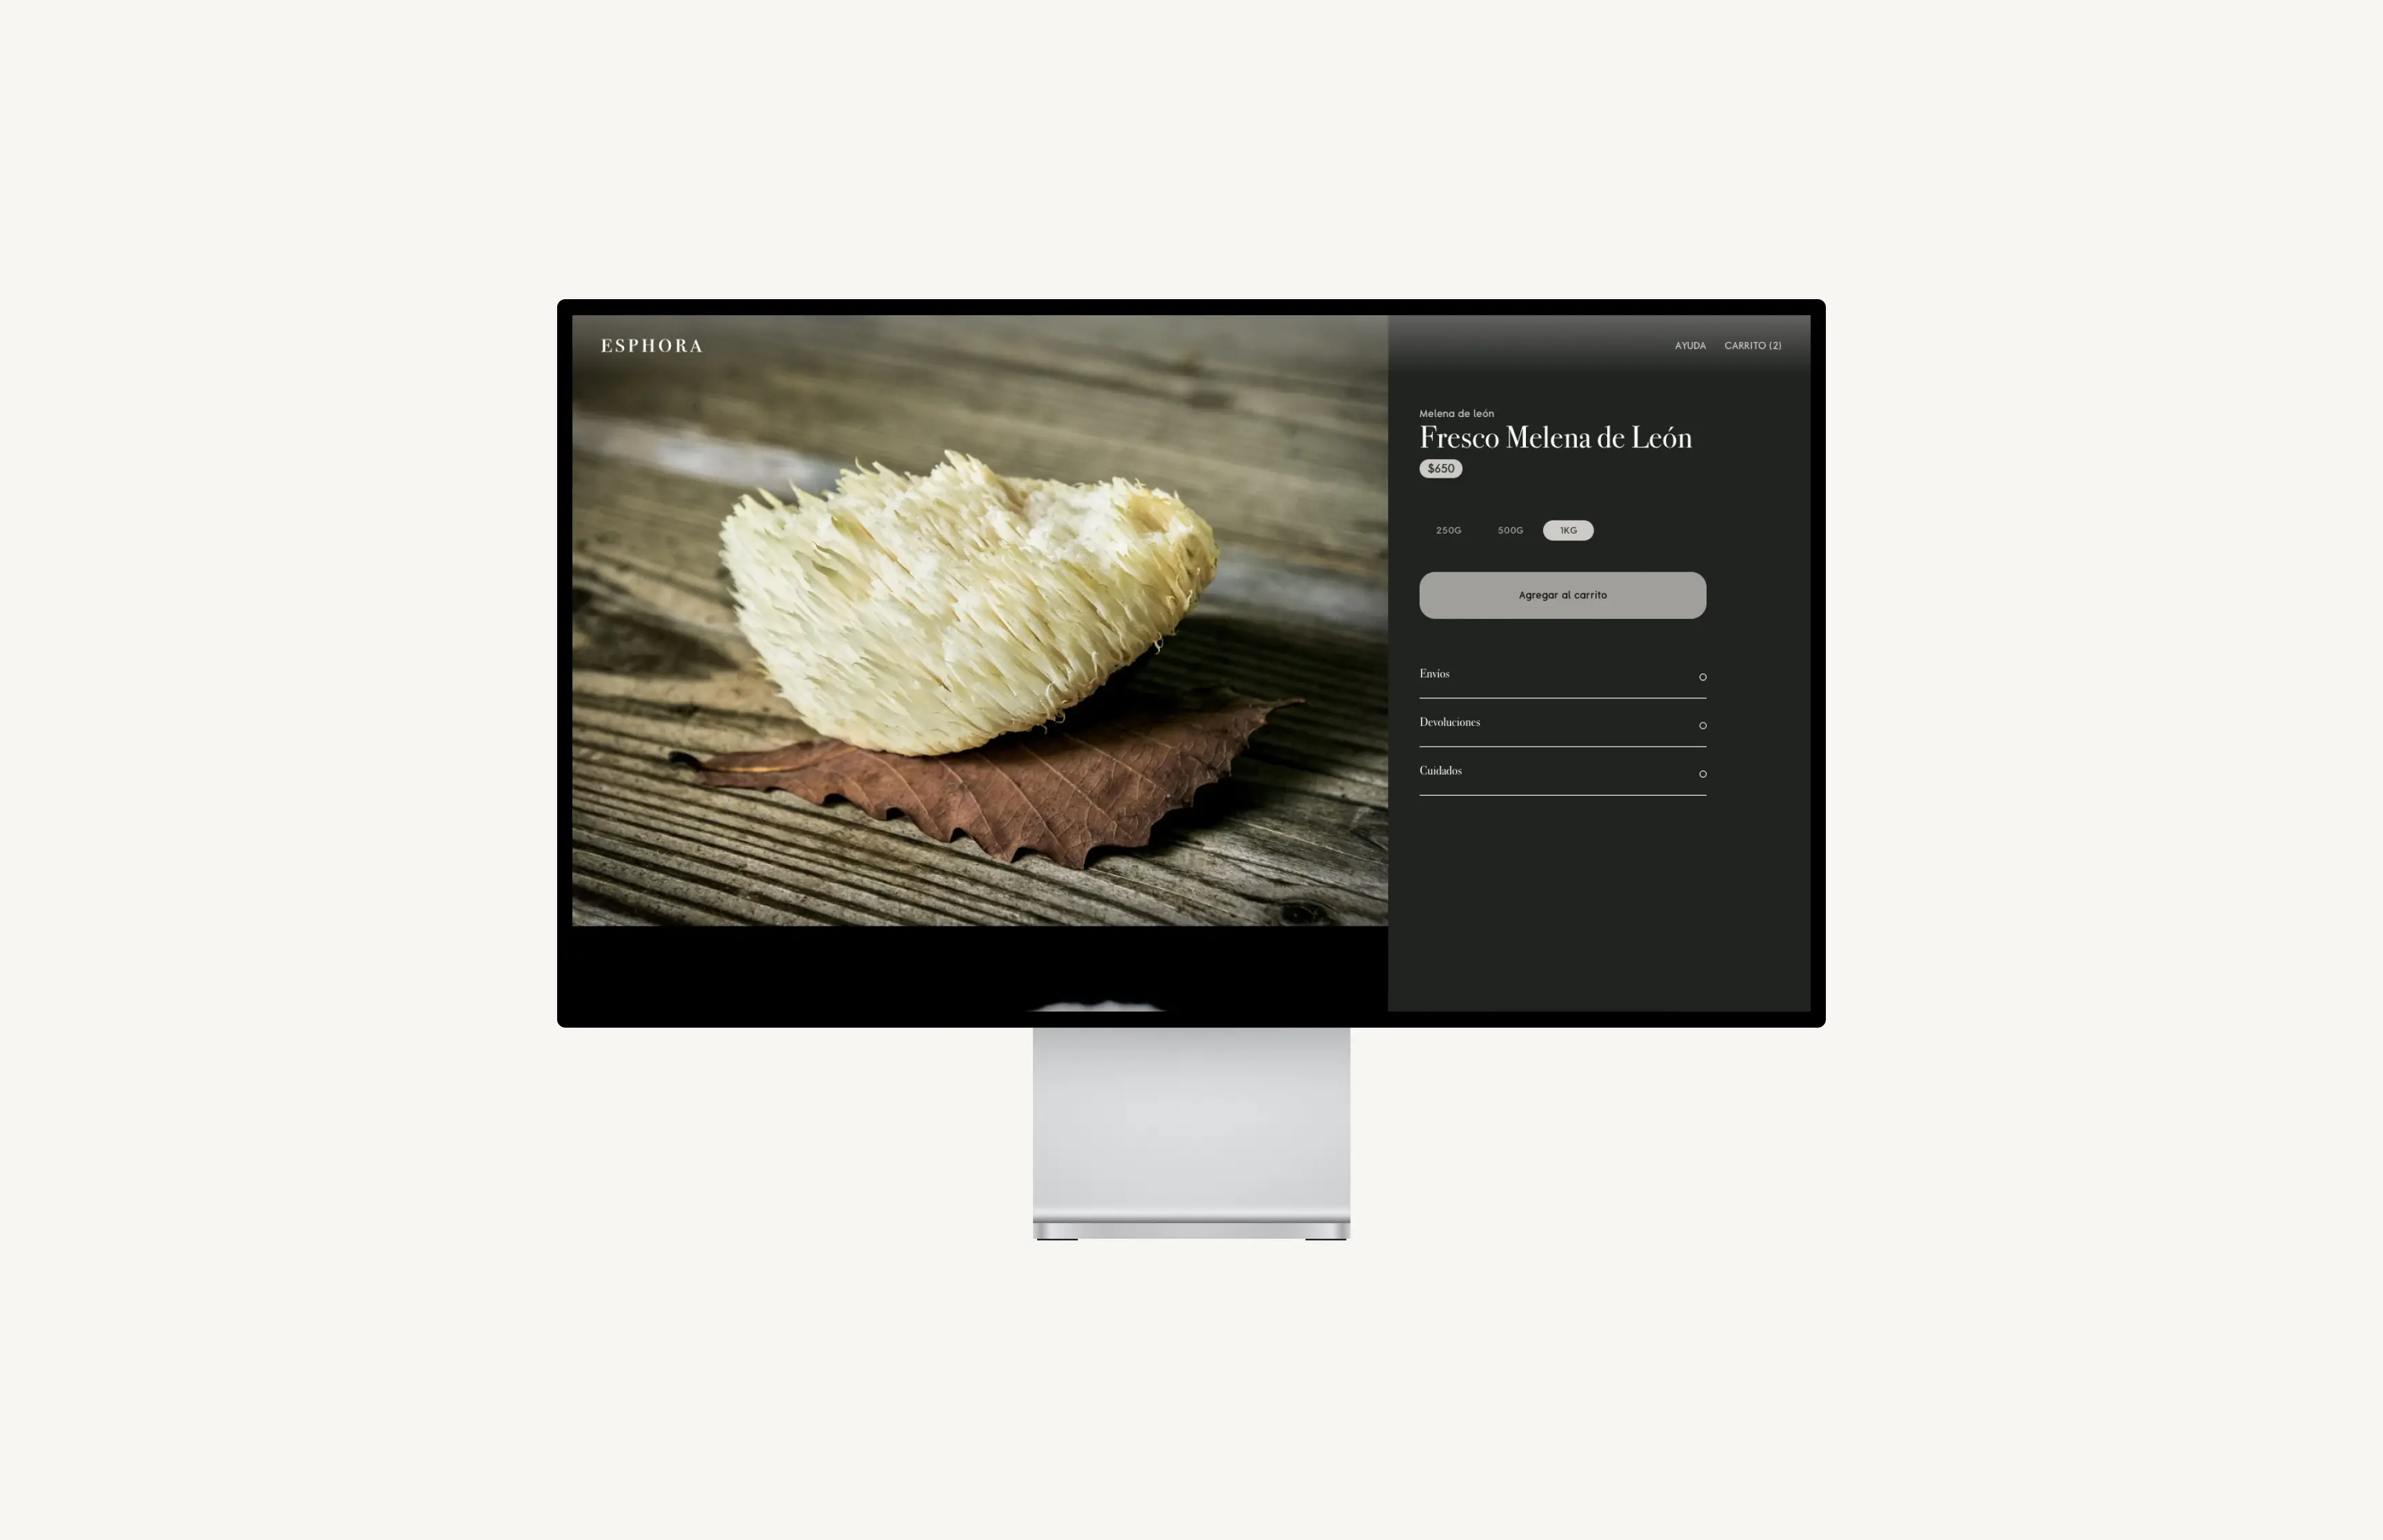 ESPHORA
AYUDA CARRITO (2)
Melena de león
Fresco Melena de León
$650
250G 500G 1KG
Agregar al carrito
Envíos
Devoluciones
Cuidados